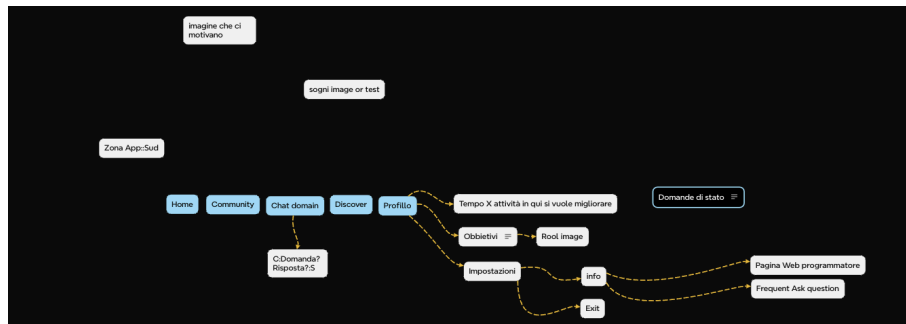 imagine che ci
motivano
sogni image or test
Zona App::Sud
Home
Community
Chat domain
Discover
Profillo
Tempo X attività in qui si vuole migliorare
Domande di stato
Obbietivi
Rool image
C:Domanda?
Risposta?:S
Impostazioni
info
Pagina Web programmatore
Frequent Ask question
Exit